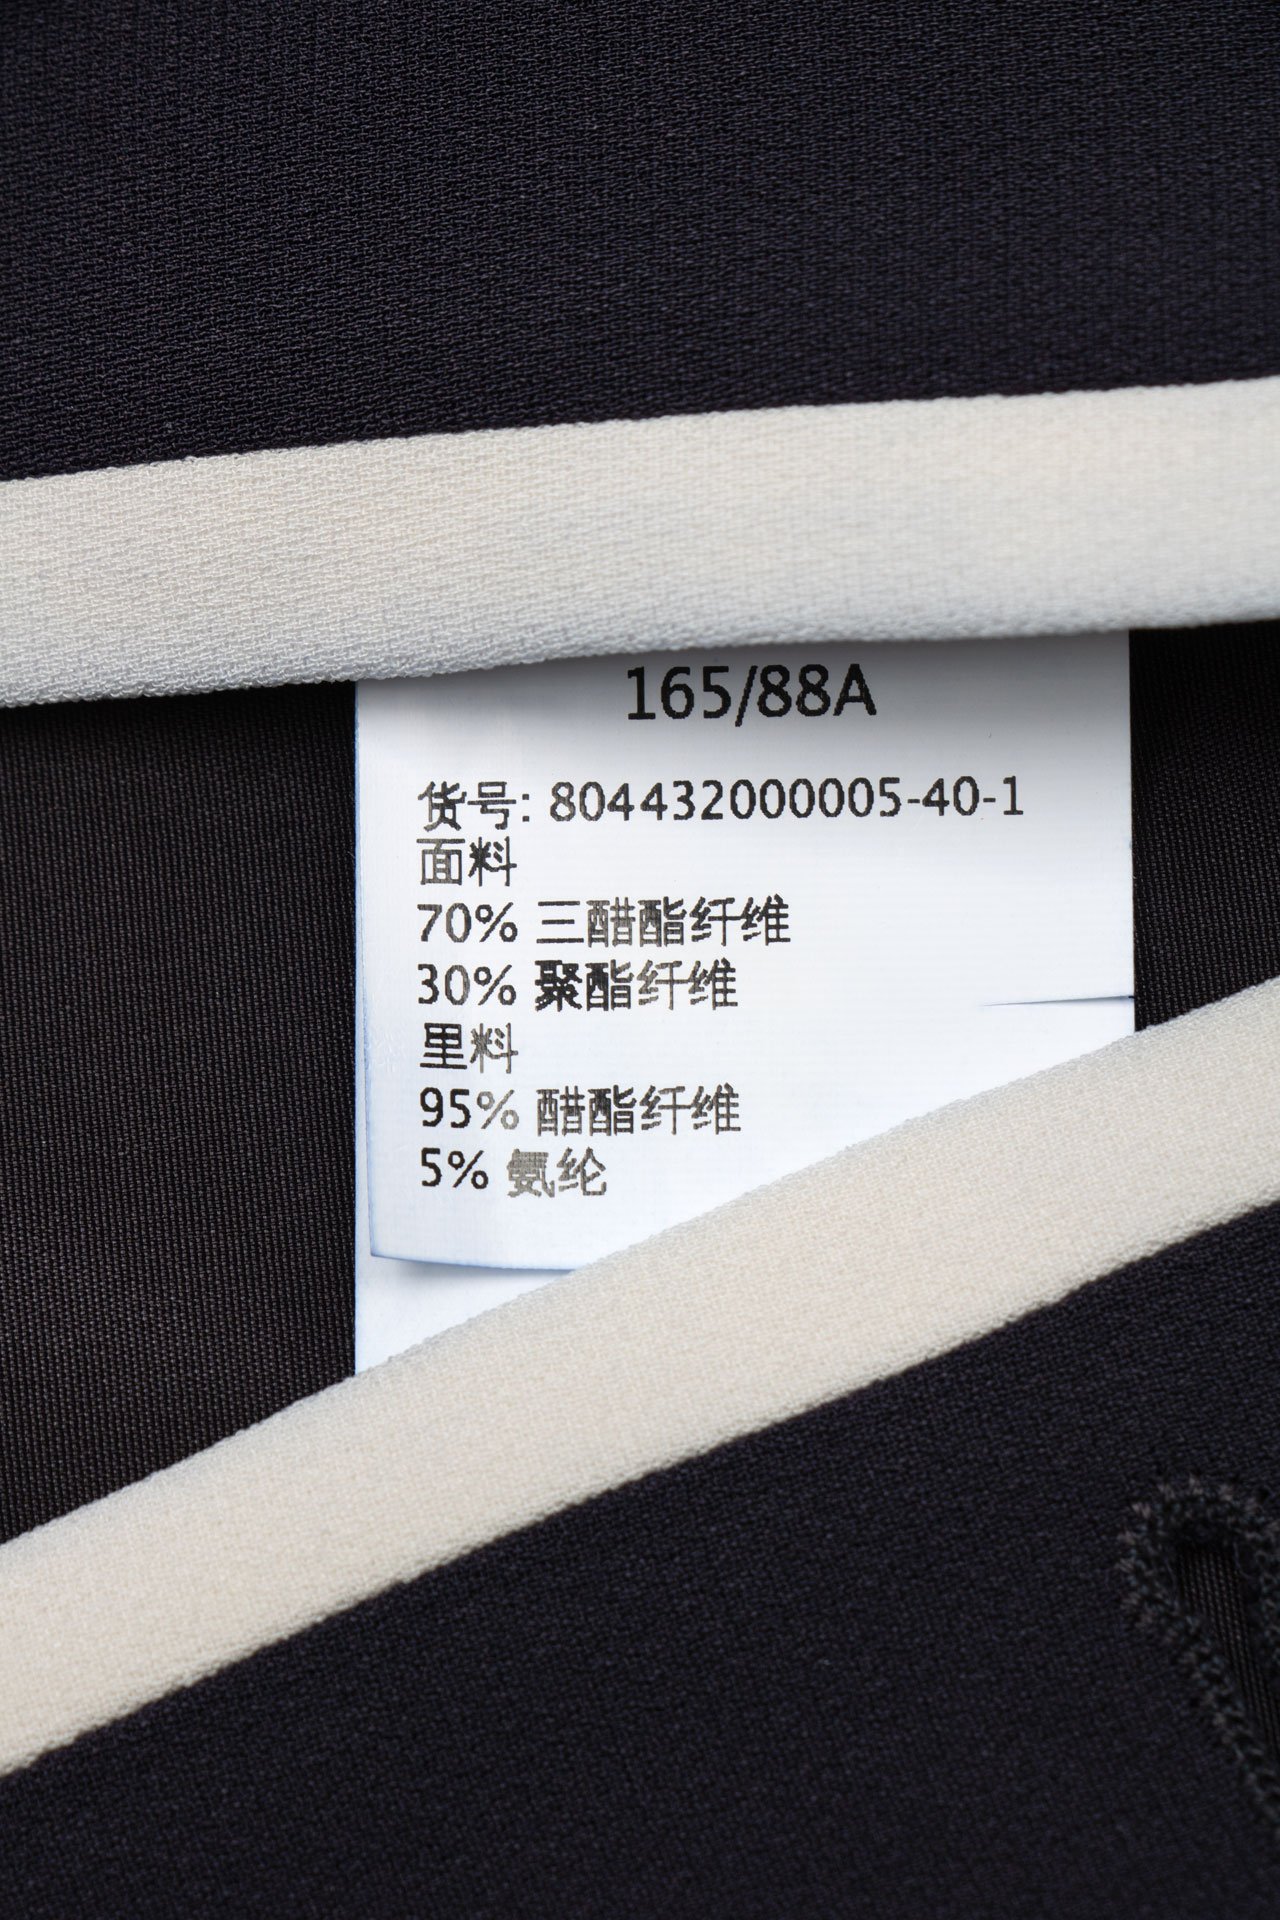 165/88A
货号: 804432000005-40-1
面料
70% 三醋酯纤维
30% 聚酯纤维
里料
95% 醋酯纤维
5% 氨纶